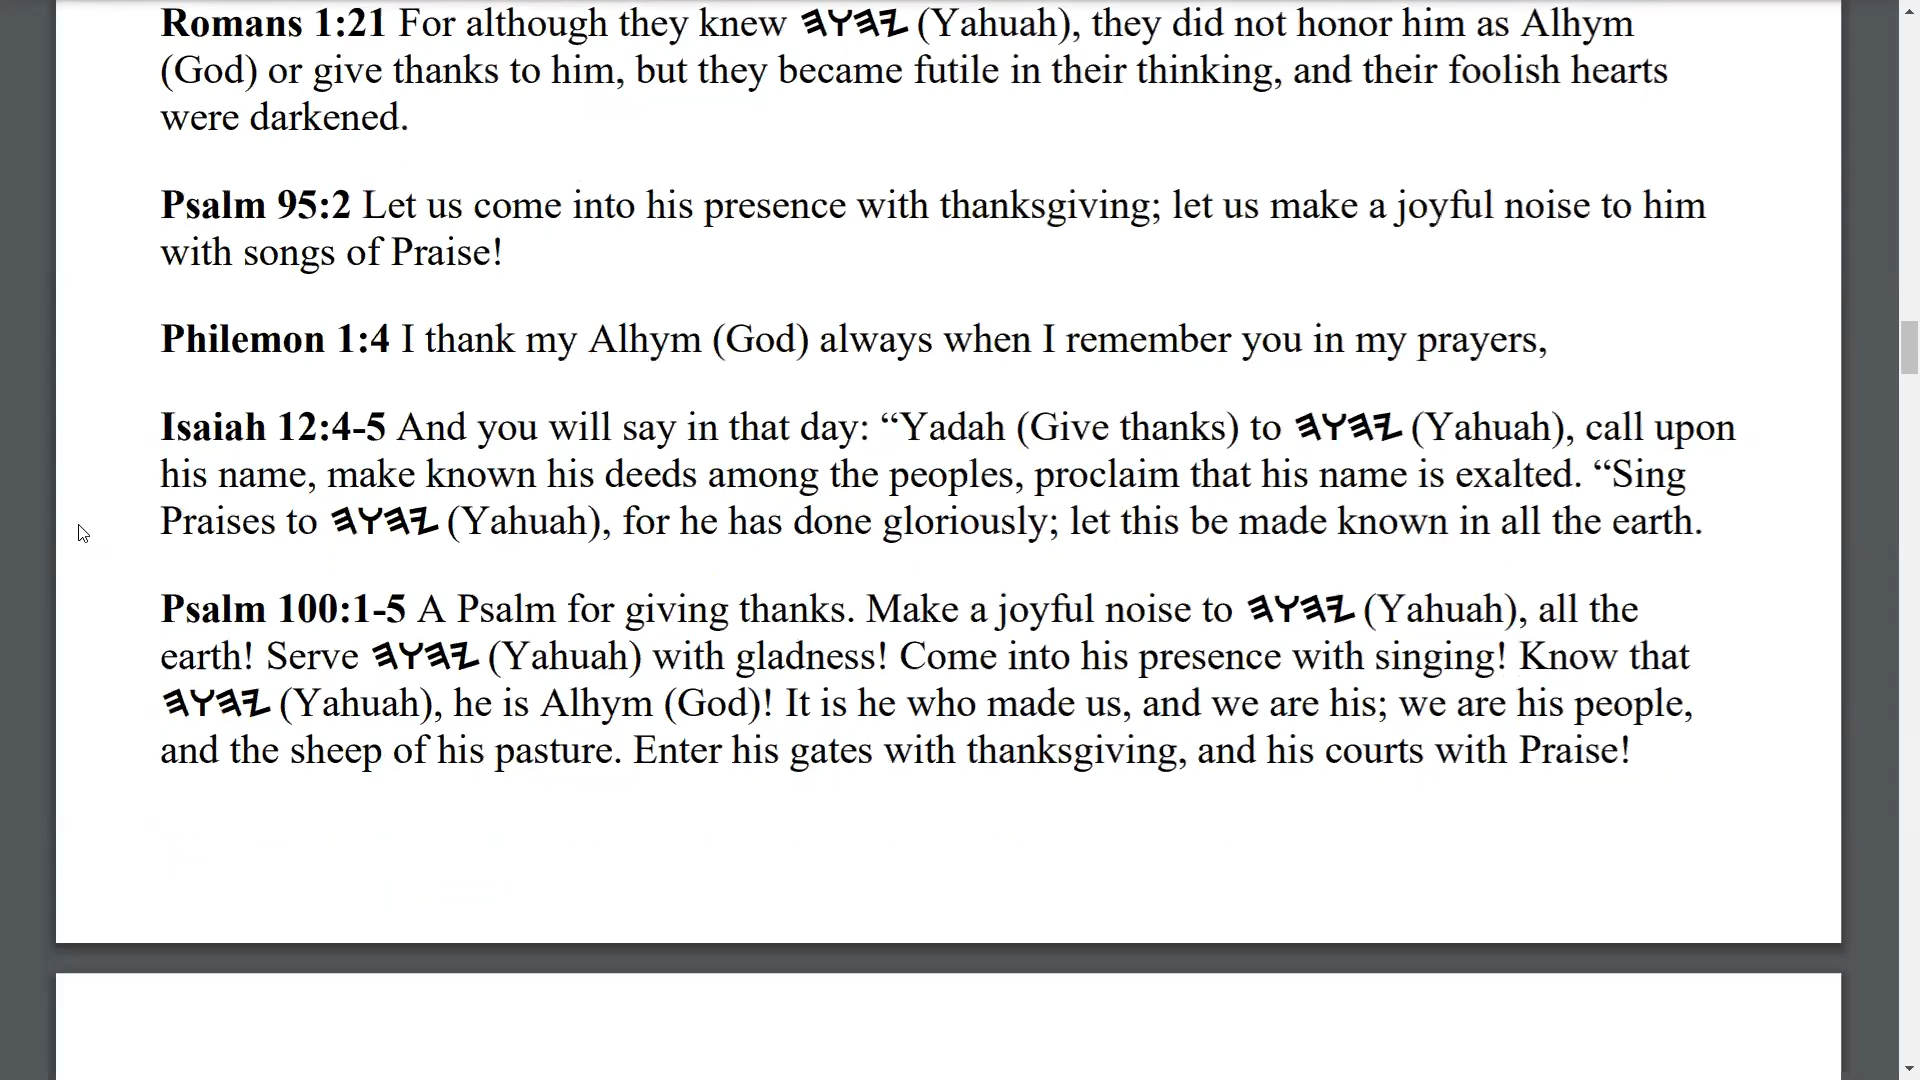 Romans 1:21 For although they knew 𐤉𐤄𐤅𐤄 (Yahuah), they did not honor him as Alhym
(God) or give thanks to him, but they became futile in their thinking, and their foolish hearts
were darkened.
Psalm 95:2 Let us come into his presence with thanksgiving; let us make a joyful noise to him
with songs of Praise!
Philemon 1:4 I thank my Alhym (God) always when I remember you in my prayers,
Isaiah 12:4-5 And you will say in that day: “Yadah (Give thanks) to 𐤉𐤄𐤅𐤄 (Yahuah), call upon
his name, make known his deeds among the peoples, proclaim that his name is exalted. “Sing
Praises to 𐤉𐤄𐤅𐤄 (Yahuah), for he has done gloriously; let this be made known in all the earth.
Psalm 100:1-5 A Psalm for giving thanks. Make a joyful noise to 𐤉𐤄𐤅𐤄 (Yahuah), all the
earth! Serve 𐤉𐤄𐤅𐤄 (Yahuah) with gladness! Come into his presence with singing! Know that
𐤉𐤄𐤅𐤄 (Yahuah), he is Alhym (God)! It is he who made us, and we are his; we are his people,
and the sheep of his pasture. Enter his gates with thanksgiving, and his courts with Praise!